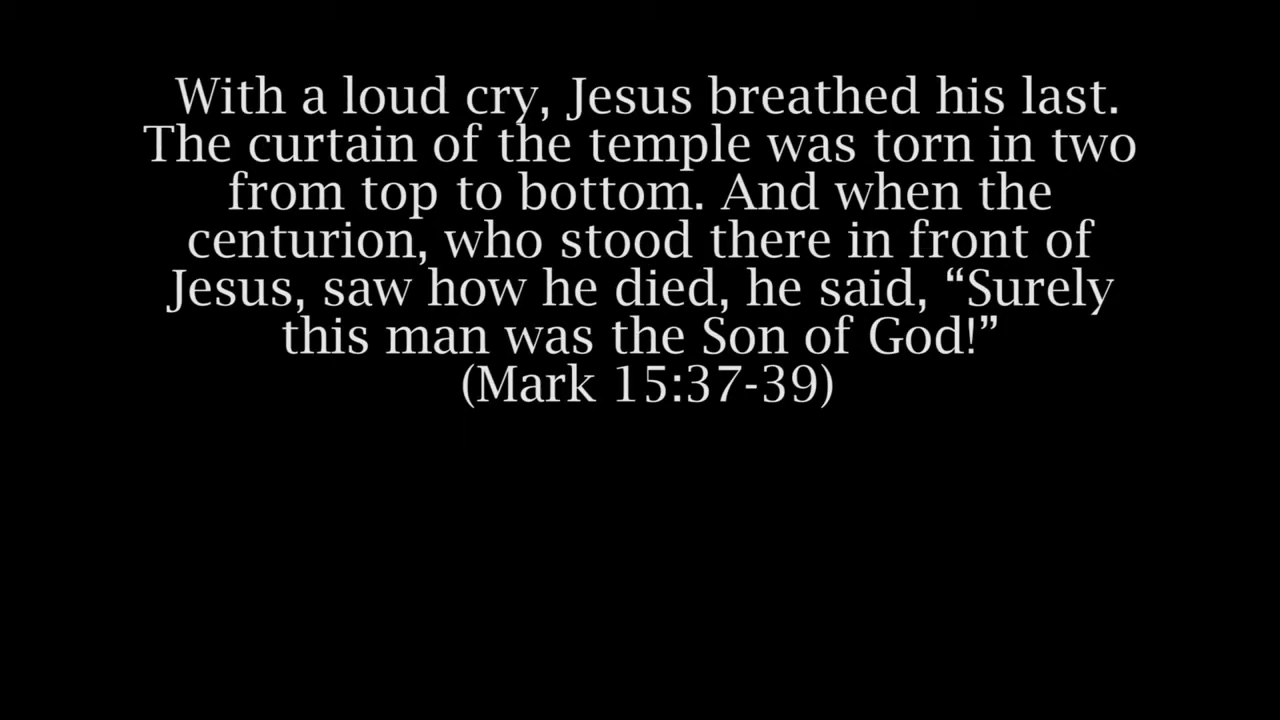 With a loud cry, Jesus breathed his last.
The curtain of the temple was torn in two
from top to bottom. And when the
centurion, who stood there in front of
Jesus, saw how he died, he said, “Surely
this man was the Son of God!”
(Mark 15:37-39)